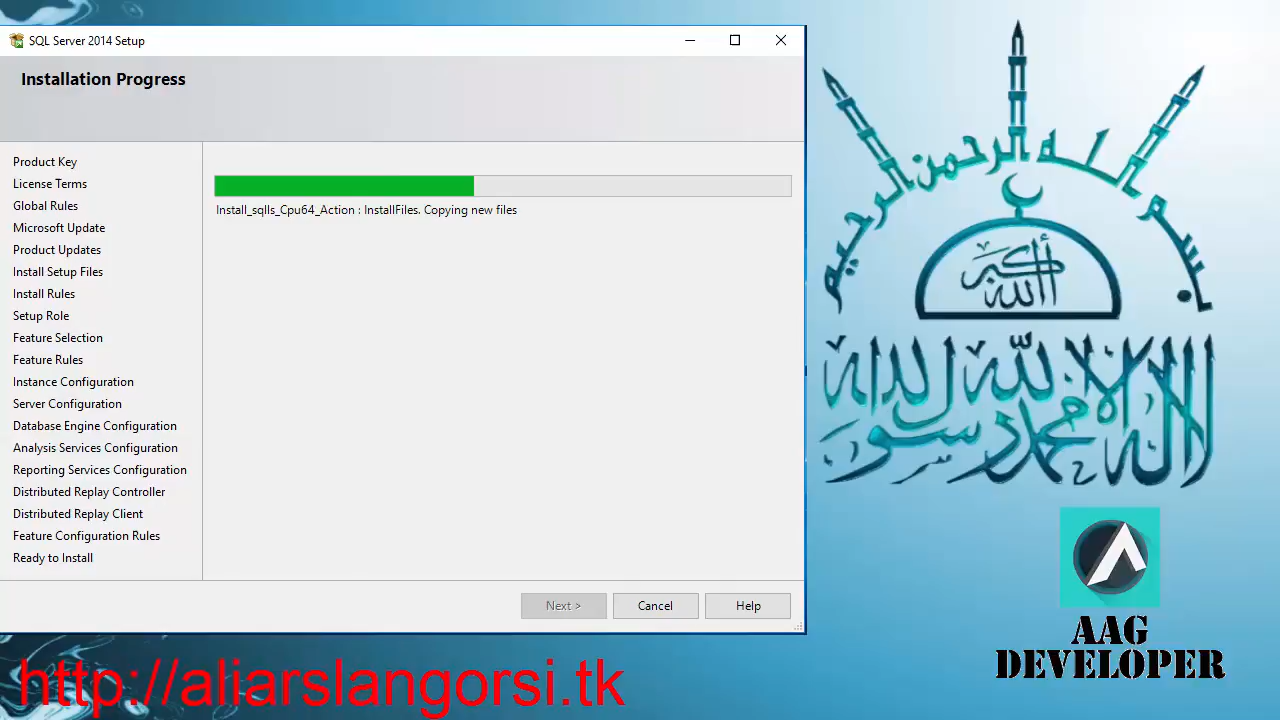 SQL Server 2014 Setup
Installation Progress
Product Key
License Terms
Global Rules
Microsoft Update
Product Updates
Install Setup Files
Install Rules
Setup Role
Feature Selection
Feature Rules
Instance Configuration
Server Configuration
Database Engine Configuration
Analysis Services Configuration
Reporting Services Configuration
Distributed Replay Controller
Distributed Replay Client
Feature Configuration Rules
Ready to Install
Install_sqlls_Cpu64_Action : InstallFiles. Copying new files
Next >
Cancel
Help
بسم الله الرحمن الرحيم
الله أكبر
لا اله الا الله محمد رسول الله
AAG
DEVELOPER
http://aliarslangorsi.tk